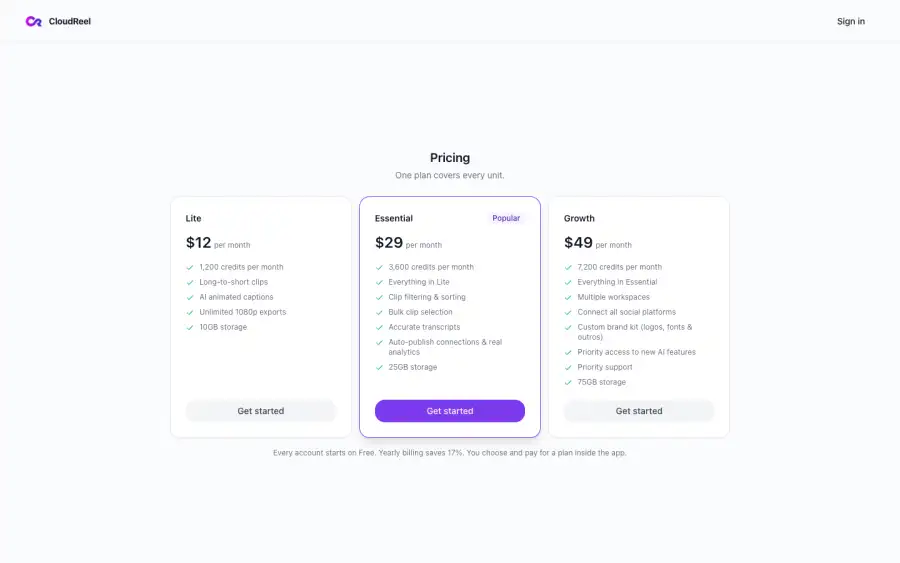 CloudReel
Sign in
Pricing
One plan covers every unit.
Lite
$12 per month
1,200 credits per month
Long-to-short clips
AI animated captions
Unlimited 1080p exports
10GB storage
Get started
Essential
Popular
$29 per month
3,600 credits per month
Everything in Lite
Clip filtering & sorting
Bulk clip selection
Accurate transcripts
Auto-publish connections & real
analytics
25GB storage
Get started
Growth
$49 per month
7,200 credits per month
Everything in Essential
Multiple workspaces
Connect all social platforms
Custom brand kit (logos, fonts &
outros)
Priority access to new AI features
Priority support
75GB storage
Get started
Every account starts on Free. Yearly billing saves 17%. You choose and pay for a plan inside the app.